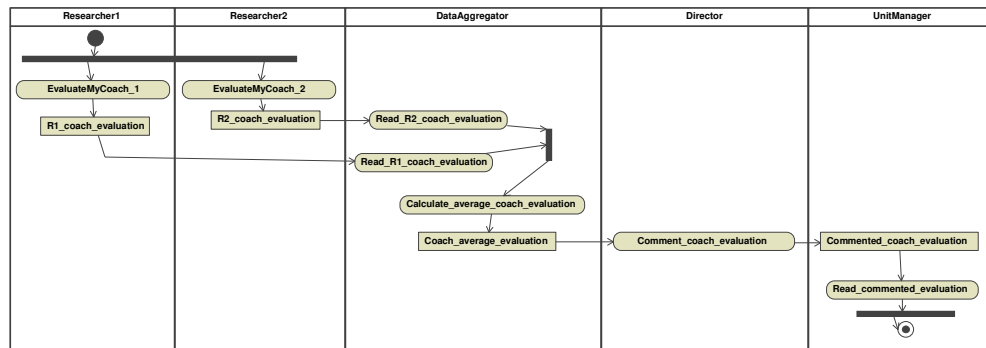 Researcher1
Researcher2
DataAggregator
Director
UnitManager
EvaluateMyCoach_1
EvaluateMyCoach_2
R1_coach_evaluation
R2_coach_evaluation
Read_R2_coach_evaluation
Read_R1_coach_evaluation
Calculate_average_coach_evaluation
Coach_average_evaluation
Comment_coach_evaluation
Commented_coach_evaluation
Read_commented_evaluation